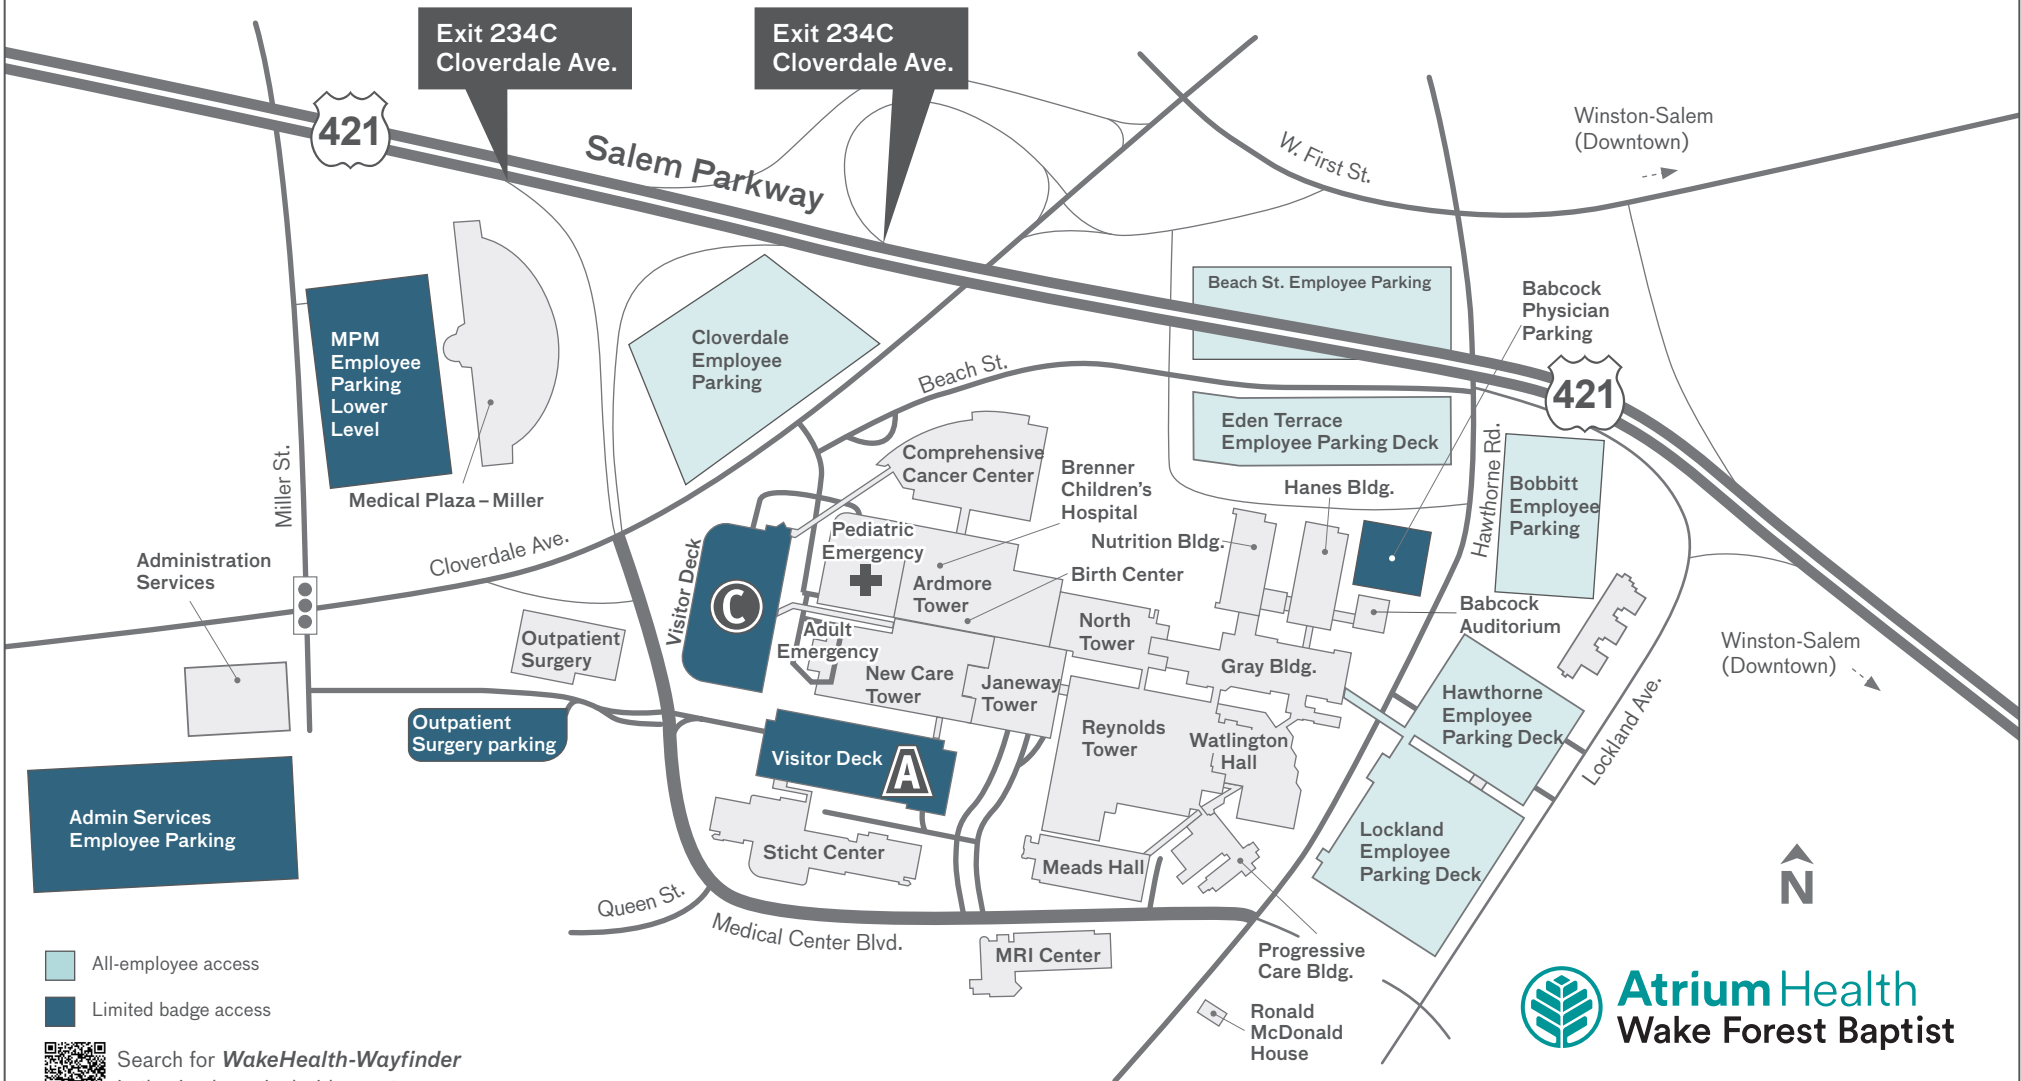 Exit 234C
Cloverdale Ave.
Exit 234C
Cloverdale Ave.
421
Salem Parkway
W. First St.
Winston-Salem
(Downtown)
Beach St. Employee Parking
Babcock
Physician
Parking
MPM
Employee
Parking
Lower
Level
Cloverdale
Employee
Parking
Beach St.
421
Eden Terrace
Employee Parking Deck
Hawthorne Rd.
Bobbitt
Employee
Parking
Miller St.
Medical Plaza – Miller
Comprehensive
Cancer Center
Brenner
Children's
Hospital
Hanes Bldg.
Nutrition Bldg.
Pediatric
Emergency
Cloverdale Ave.
Administration
Services
Visitor Deck
C
Ardmore
Tower
Birth Center
Babcock
Auditorium
Outpatient
Surgery
Adult
Emergency
North
Tower
Gray Bldg.
Winston-Salem
(Downtown)
New Care
Tower
Janeway
Tower
Hawthorne
Employee
Parking Deck
Lockland Ave.
Outpatient
Surgery parking
Visitor Deck
A
Reynolds
Tower
Watlington
Hall
Admin Services
Employee Parking
Lockland
Employee
Parking Deck
Sticht Center
Meads Hall
N
Queen St.
Medical Center Blvd.
MRI Center
Progressive
Care Bldg.
Ronald
McDonald
House
All-employee access
Limited badge access
Search for WakeHealth-Wayfinder
Atrium Health
Wake Forest Baptist